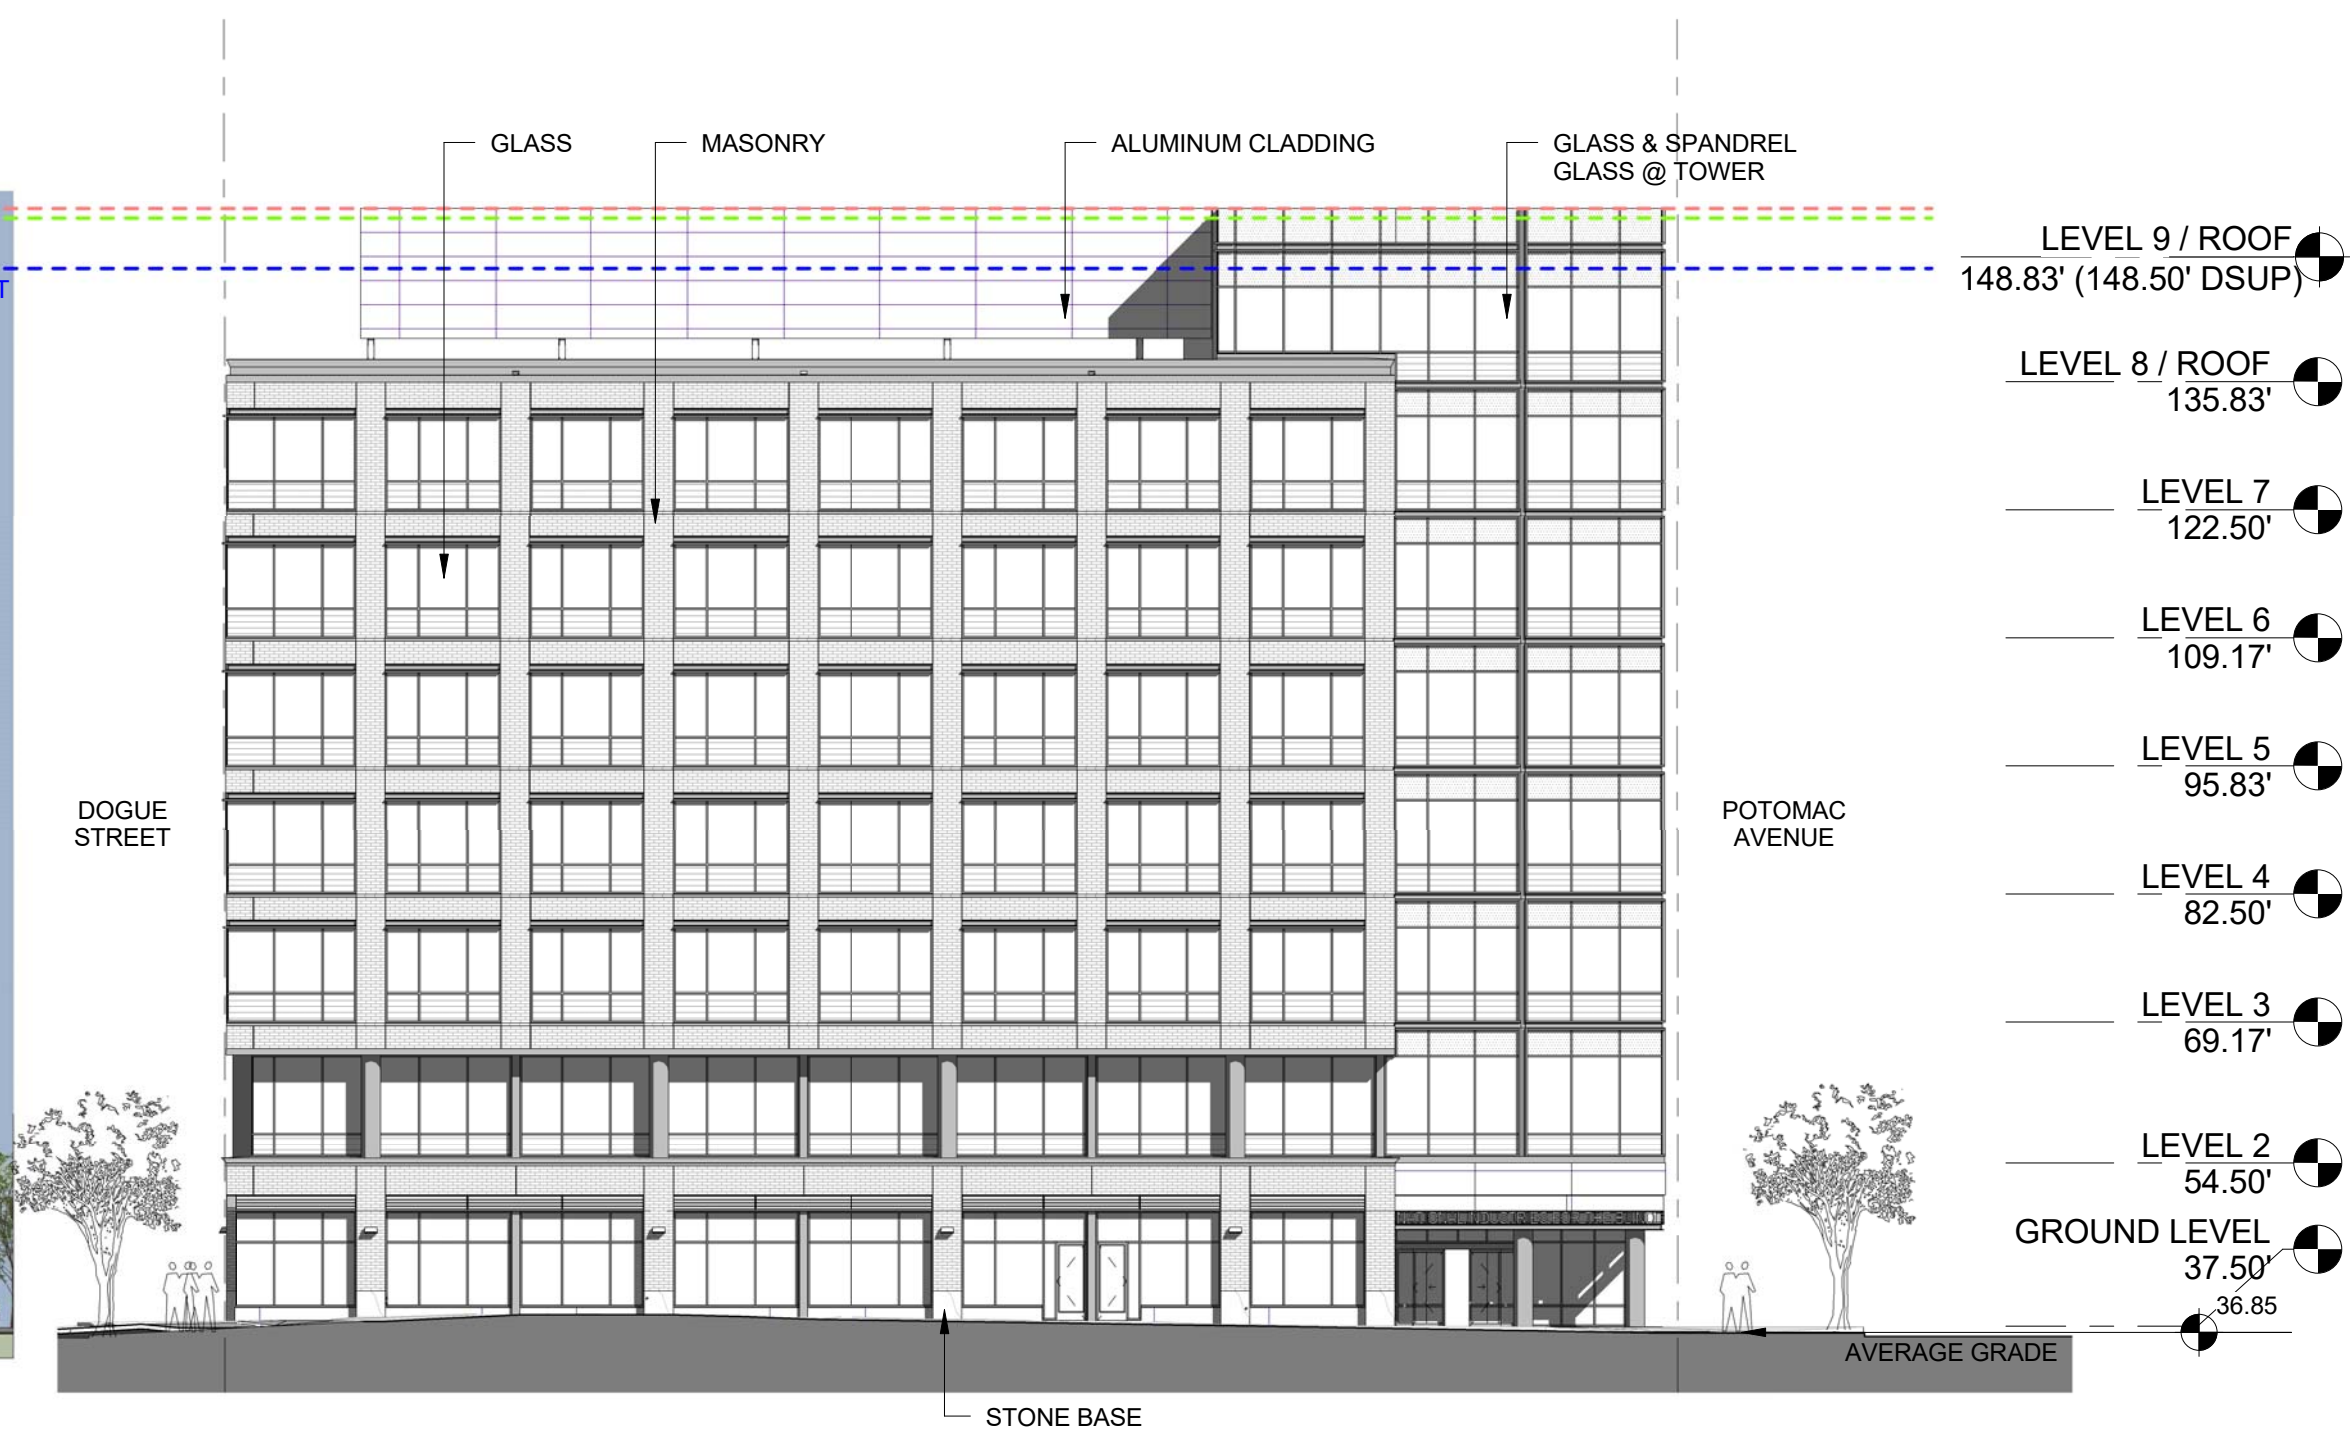 GLASS
MASONRY
ALUMINUM CLADDING
GLASS & SPANDREL
GLASS @ TOWER
T
LEVEL 9 / ROOF
148.83' (148.50' DSUP)
LEVEL 8 / ROOF
135.83'
LEVEL 7
122.50'
LEVEL 6
109.17'
LEVEL 5
95.83'
DOGUE
STREET
POTOMAC
AVENUE
LEVEL 4
82.50'
LEVEL 3
69.17'
LEVEL 2
54.50'
GROUND LEVEL
37.50'
36.85
AVERAGE GRADE
STONE BASE